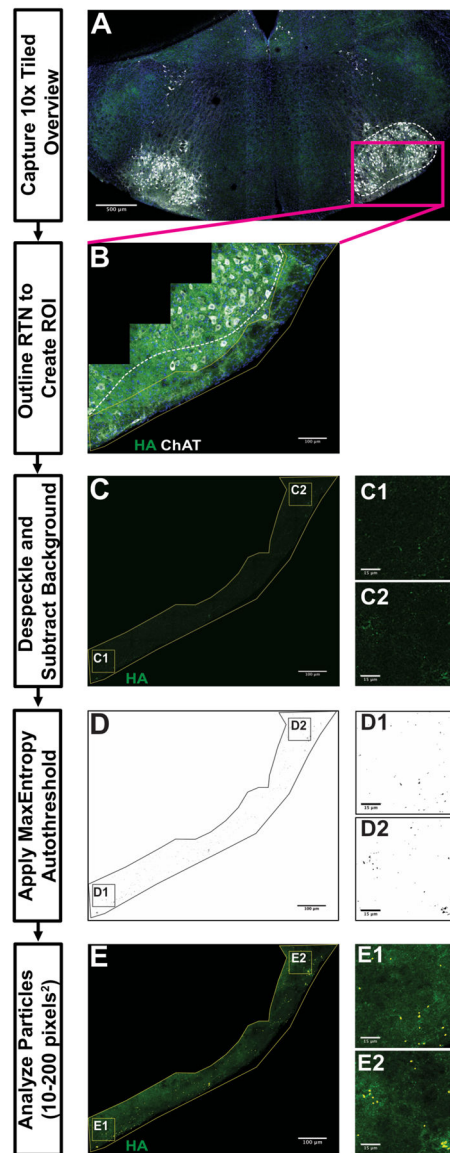 Capture 10x Tiled
Overview
A
500 µm
Outline RTN to
Create ROI
B
HA ChAT
100 µm
Despeckle and
Subtract Background
C
C2
C1
HA
100 µm
C1
15 µm
C2
15 µm
Apply MaxEntropy
Autothreshold
D
D2
D1
100 µm
D1
15 µm
D2
15 µm
Analyze Particles
(10-200 pixels²)
E
E2
E1
HA
100 µm
E1
15 µm
E2
15 µm